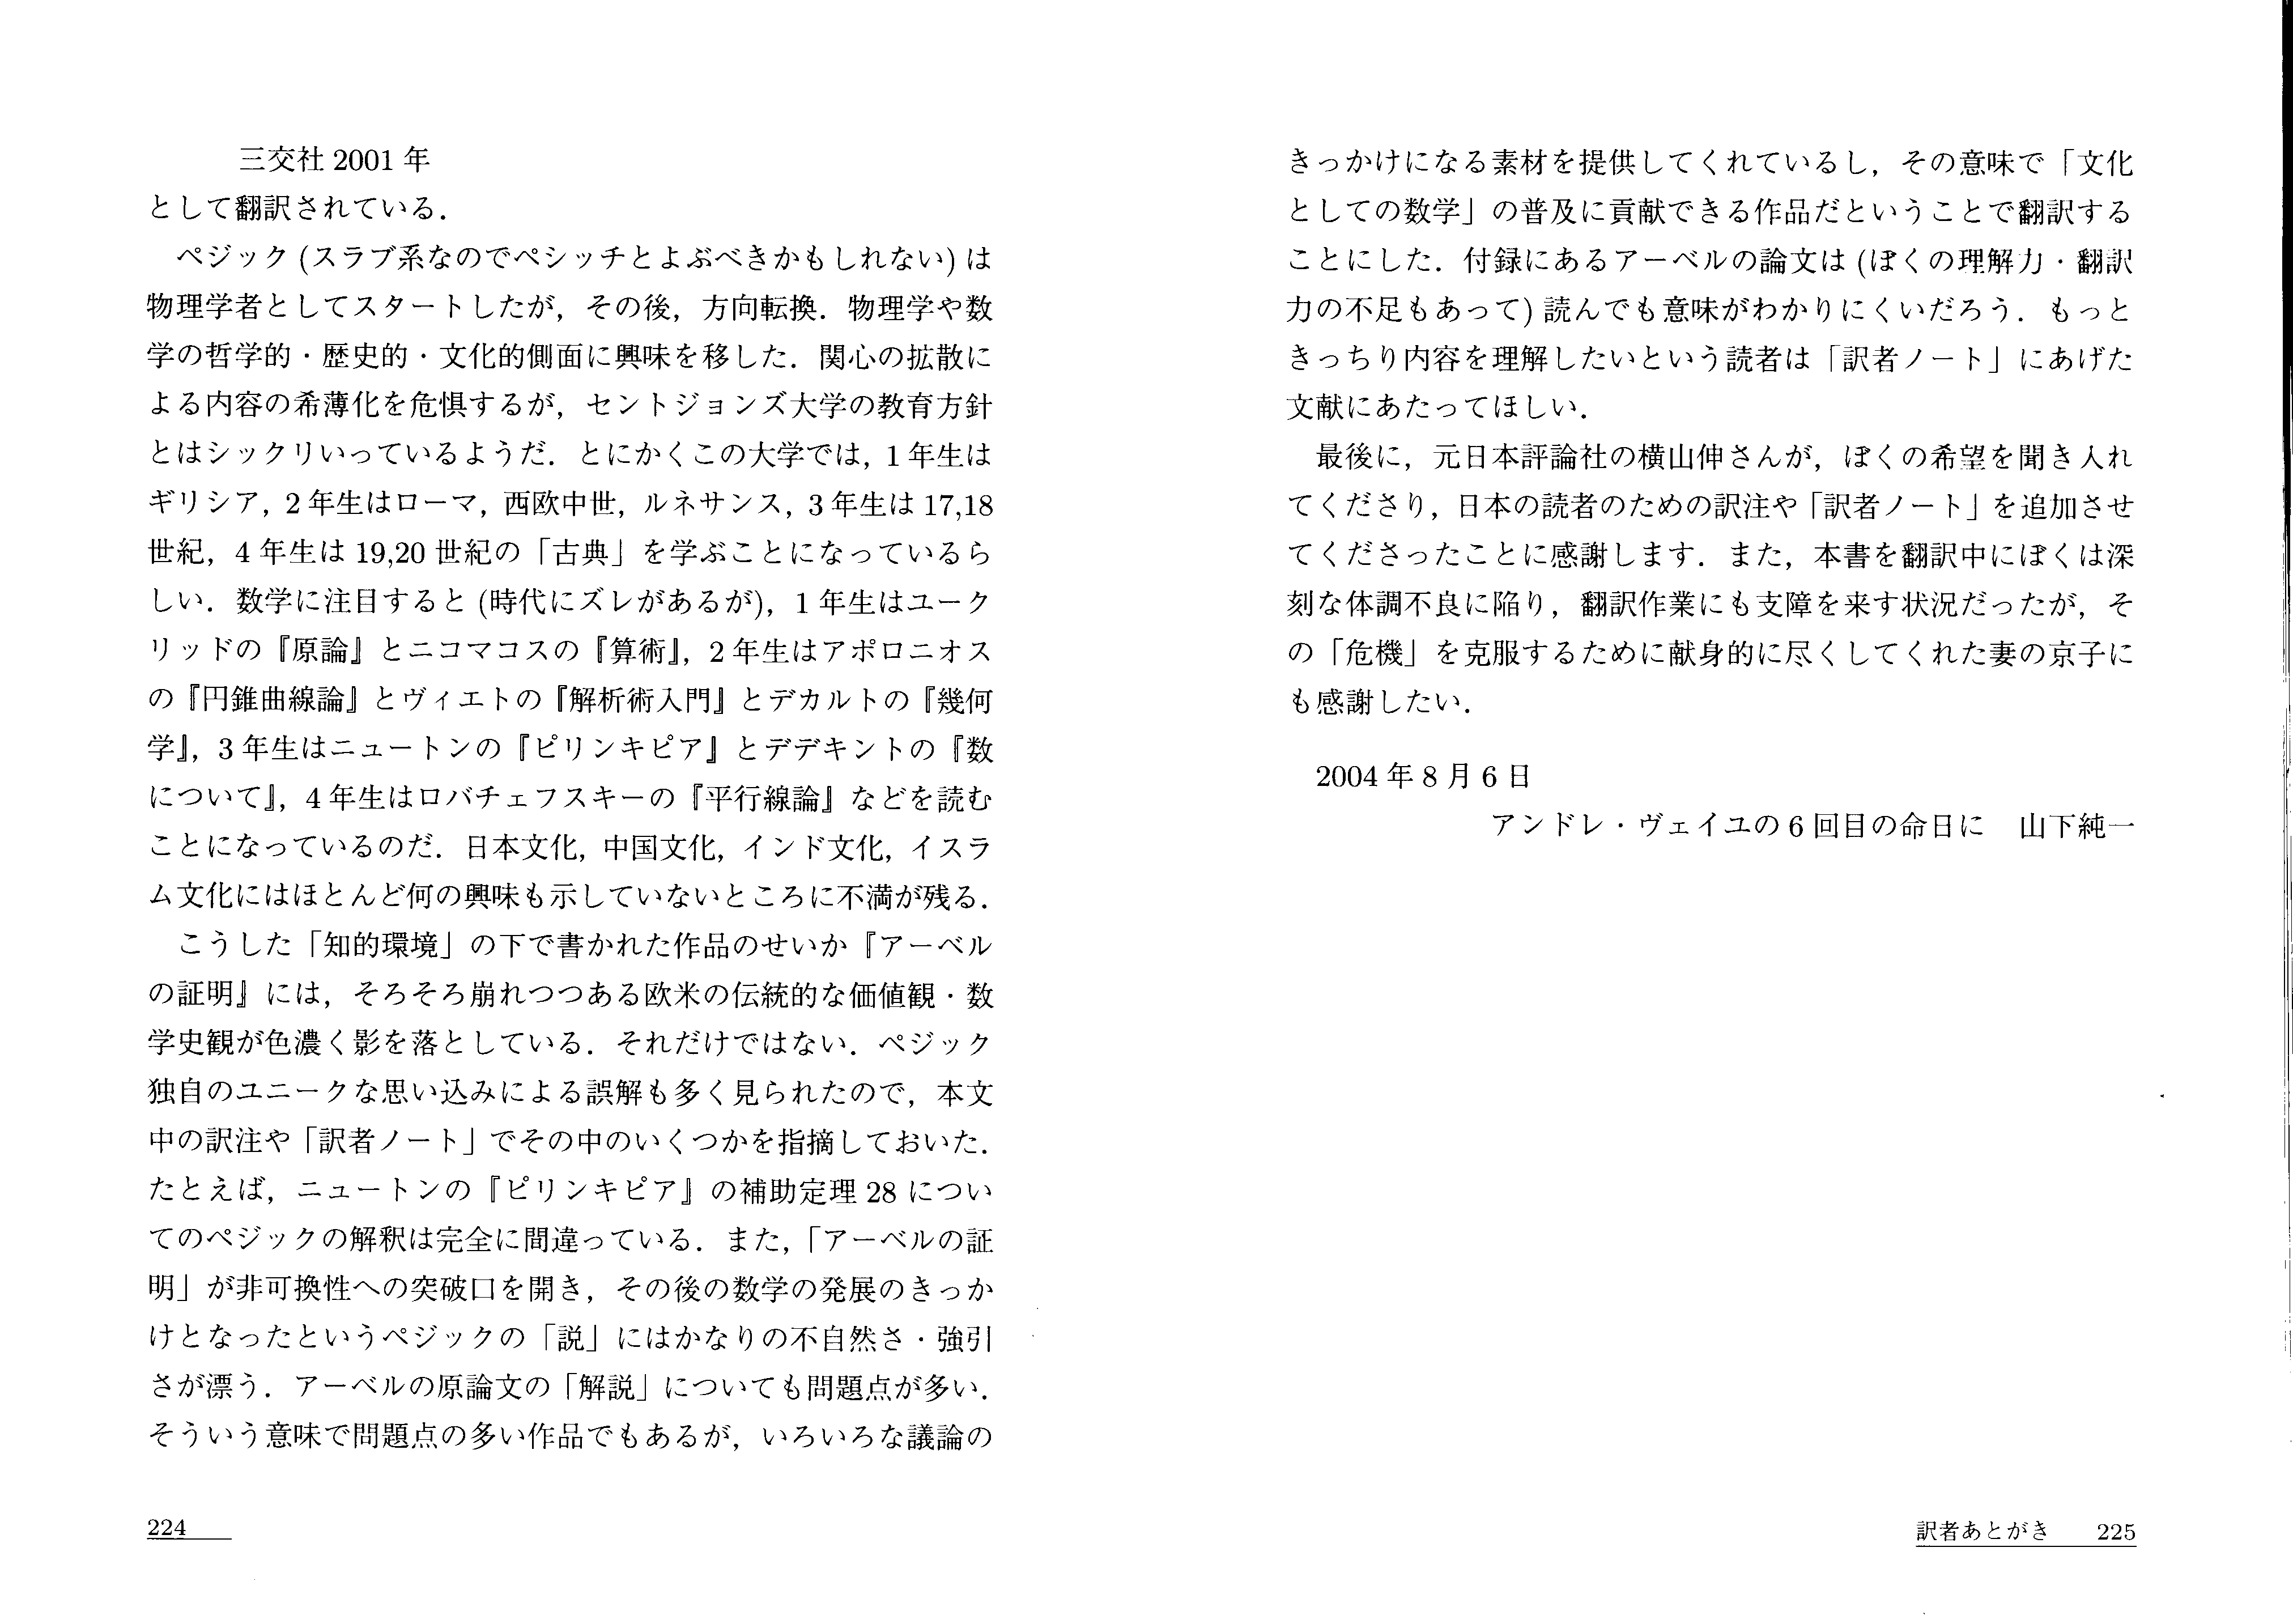 三交社 2001 年
として翻訳されている．
ペジック (スラブ系なのでペシッチとよぶべきかもしれない) は
物理学者としてスタートしたが，その後，方向転換．物理学や数
学の哲学的・歴史的・文化的側面に興味を移した．関心の拡散に
よる内容の希薄化を危惧するが，セントジョンズ大学の教育方針
とはシックリいっているようだ．とにかくこの大学では，1 年生は
ギリシア，2 年生はローマ，西欧中世，ルネサンス，3 年生は 17,18
世紀，4 年生は 19,20 世紀の「古典」を学ぶことになっているら
しい．数学に注目すると (時代にズレがあるが)，1 年生はユーク
リッドの『原論』とニコマコスの『算術』，2 年生はアポロニオス
の『円錐曲線論』とヴィエトの『解析術入門』とデカルトの『幾何
学』，3 年生はニュートンの『ピリンキピア』とデデキントの『数
について』，4 年生はロバチェフスキーの『平行線論』などを読む
ことになっているのだ．日本文化，中国文化，インド文化，イスラ
ム文化にはほとんど何の興味も示していないところに不満が残る．
こうした「知的環境」の下で書かれた作品のせいか『アーベル
の証明』には，そろそろ崩れつつある欧米の伝統的な価値観・数
学史観が色濃く影を落としている．それだけではない．ペジック
独自のユニークな思い込みによる誤解も多く見られたので，本文
中の訳注や「訳者ノート」でその中のいくつかを指摘しておいた．
たとえば，ニュートンの『ピリンキピア』の補助定理 28 につい
てのペジックの解釈は完全に間違っている．また，「アーベルの証
明」が非可換性への突破口を開き，その後の数学の発展のきっか
けとなったというペジックの「説」にはかなりの不自然さ・強引
さが漂う．アーベルの原論文の「解説」についても問題点が多い．
そういう意味で問題点の多い作品でもあるが，いろいろな議論の
224
きっかけになる素材を提供してくれているし，その意味で「文化
としての数学」の普及に貢献できる作品だということで翻訳する
ことにした．付録にあるアーベルの論文は (ぼくの理解力・翻訳
力の不足もあって) 読んでも意味がわかりにくいだろう．もっと
きっちり内容を理解したいという読者は「訳者ノート」にあげた
文献にあたってほしい．
最後に，元日本評論社の横山伸さんが，ぼくの希望を聞き入れ
てくださり，日本の読者のための訳注や「訳者ノート」を追加させ
てくださったことに感謝します．また，本書を翻訳中にぼくは深
刻な体調不良に陥り，翻訳作業にも支障を来す状況だったが，そ
の「危機」を克服するために献身的に尽くしてくれた妻の京子に
も感謝したい．
2004 年 8 月 6 日
アンドレ・ヴェイユの 6 回目の命日に　山下純一
訳者あとがき　225